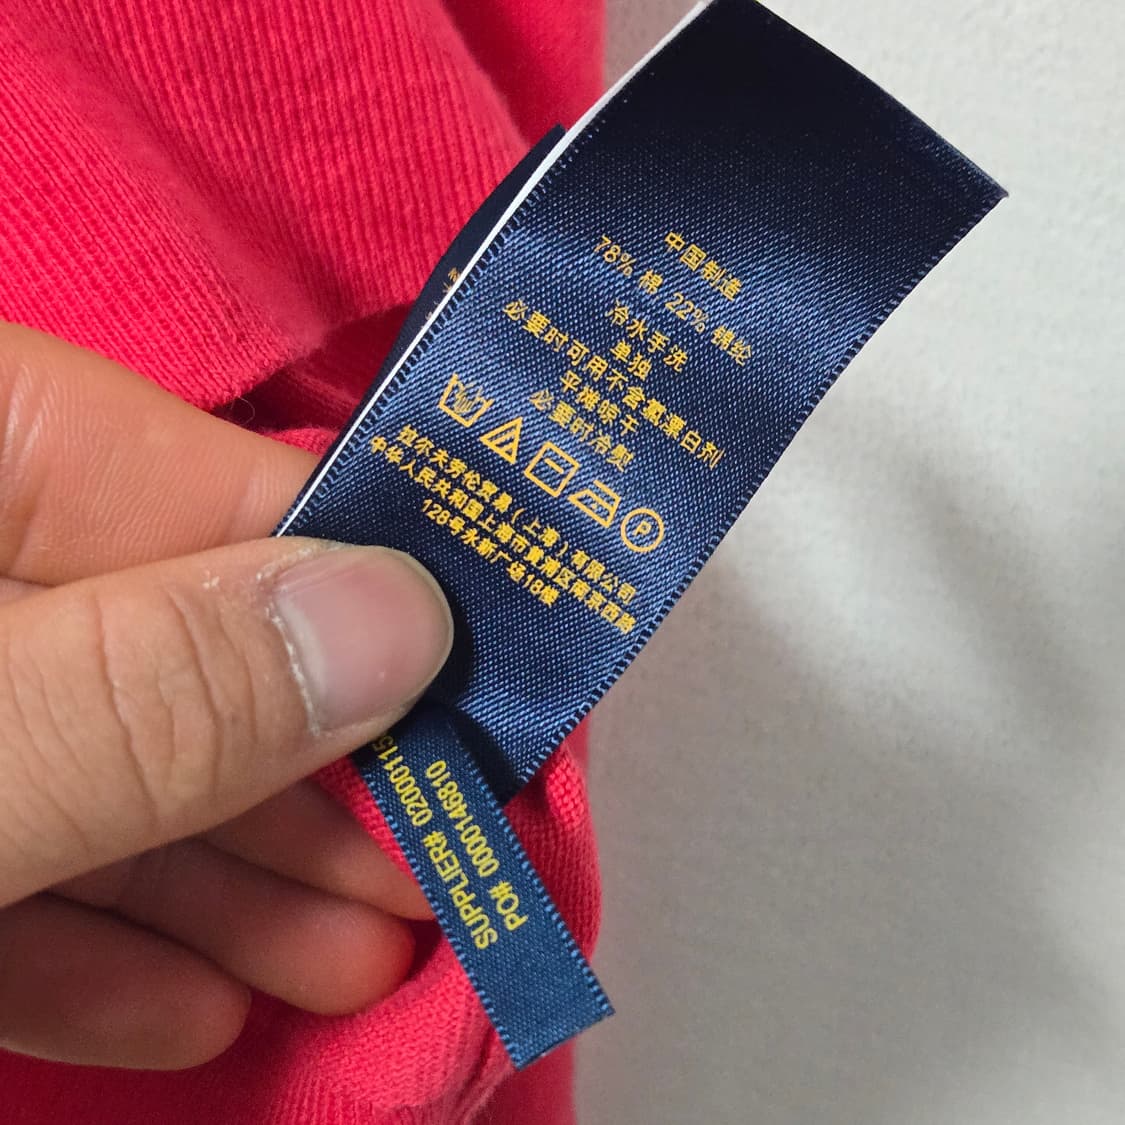 中国制造
78% 棉 22% 锦纶
冷水手洗
单独
必要时可用不含氯漂白剂
平摊晾干
必要时冷熨
P
拉尔夫劳伦贸易（上海）有限公司
中华人民共和国上海市黄浦区南京西路
128号永新广场18楼
SUPPLIER# 02000115
PO# 0000146810